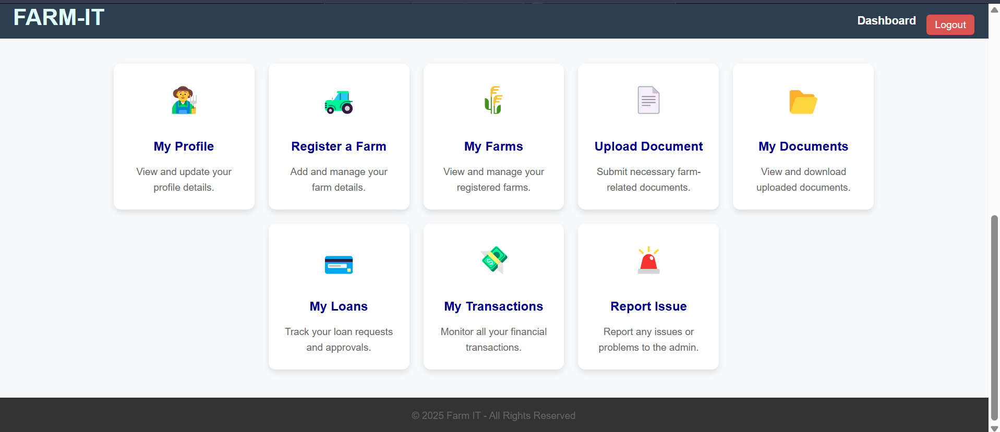 FARM-IT
Dashboard
Logout
My Profile
View and update your
profile details.
Register a Farm
Add and manage your
farm details.
My Farms
View and manage your
registered farms.
Upload Document
Submit necessary farm-
related documents.
My Documents
View and download
uploaded documents.
My Loans
Track your loan requests
and approvals.
My Transactions
Monitor all your financial
transactions.
Report Issue
Report any issues or
problems to the admin.
© 2025 Farm IT - All Rights Reserved